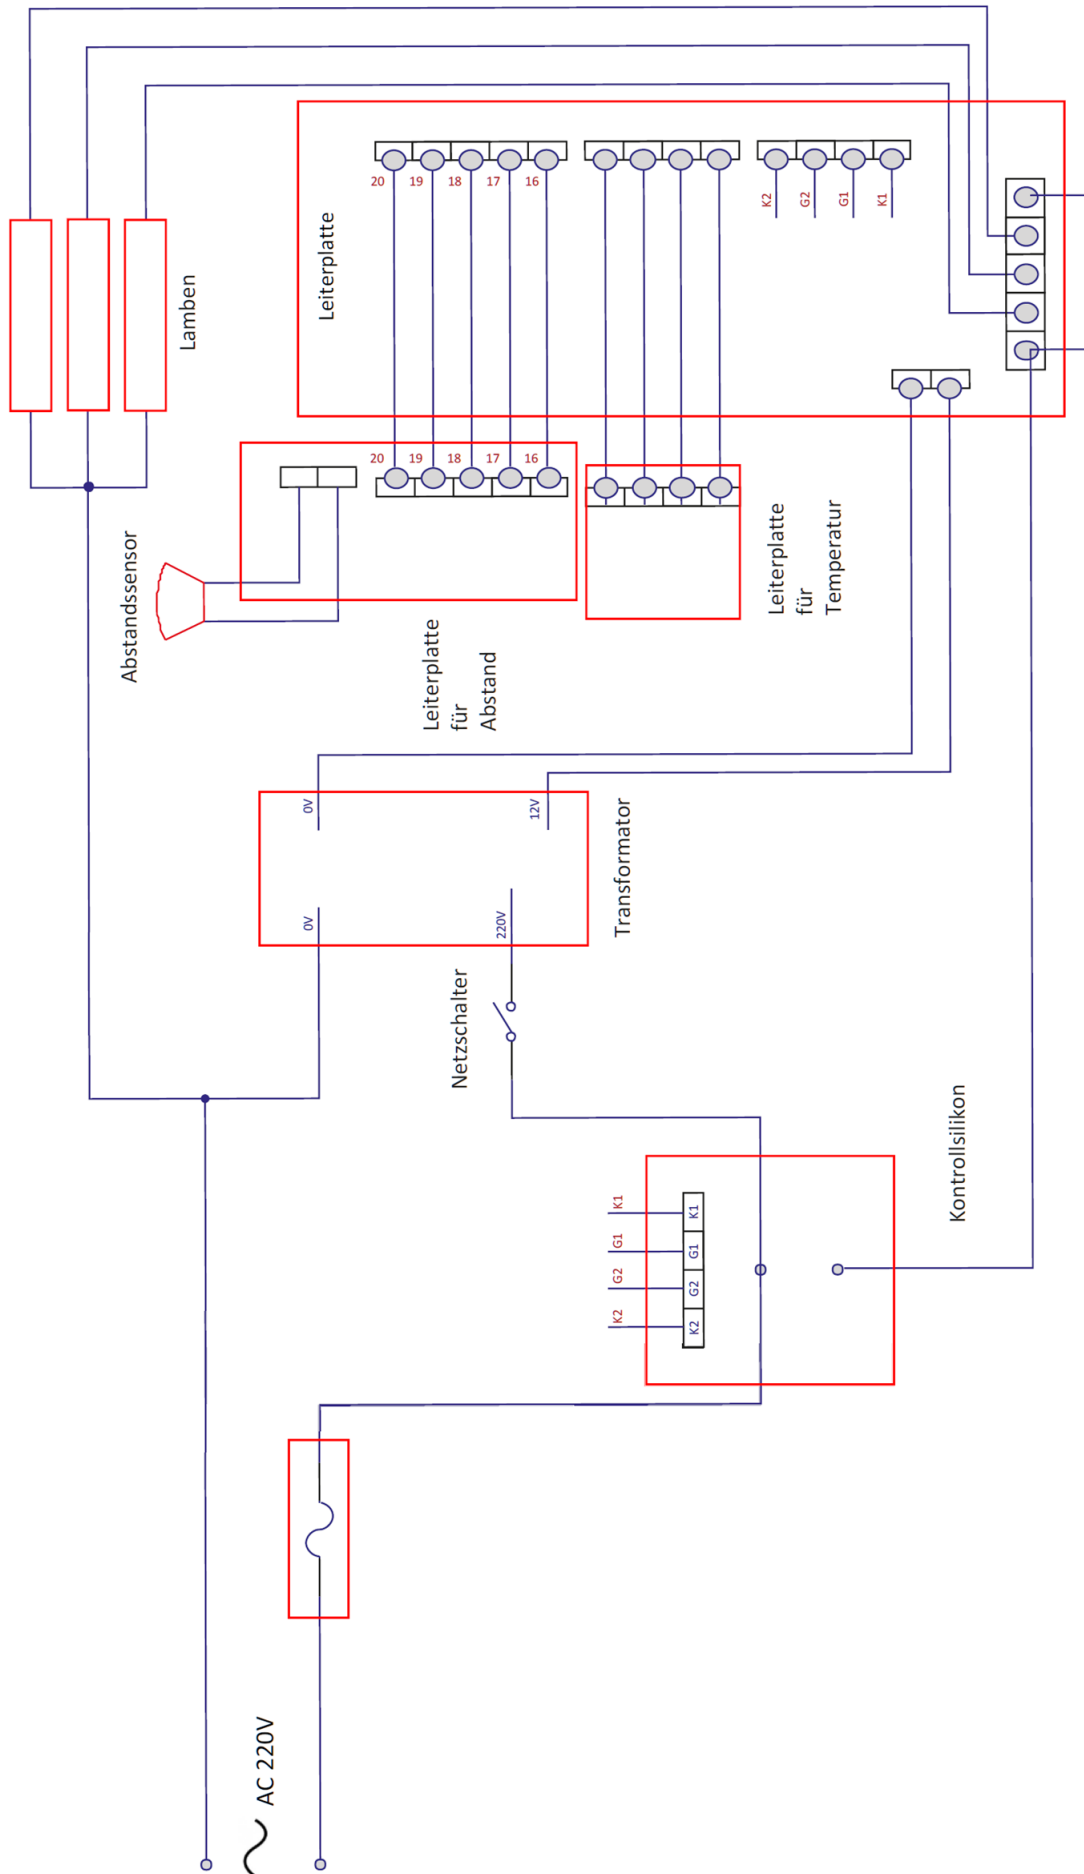 AC 220V
K2
G2
G1
K1
K2
G2
G1
K1
Kontrollsilikon
Netzschalter
0V
220V
0V
12V
Transformator
Abstandssensor
Leiterplatte
für
Abstand
20
19
18
17
16
Leiterplatte
für
Temperatur
Lamben
Leiterplatte
20
19
18
17
16
K2
G2
G1
K1